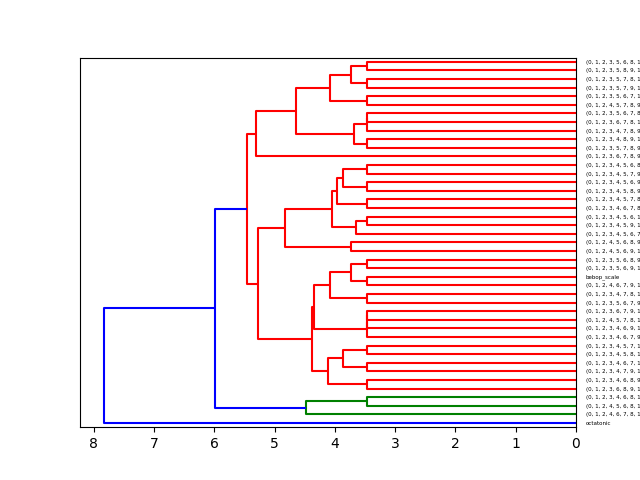 (0, 1, 2, 3, 5, 6, 8, 1
(0, 1, 2, 3, 5, 8, 9, 1
(0, 1, 2, 3, 5, 7, 8, 1
(0, 1, 2, 3, 5, 7, 9, 1
(0, 1, 2, 3, 5, 6, 7, 1
(0, 1, 2, 4, 5, 7, 8, 9
(0, 1, 2, 3, 5, 6, 7, 8
(0, 1, 2, 3, 6, 7, 8, 1
(0, 1, 2, 3, 4, 7, 8, 9
(0, 1, 2, 3, 4, 8, 9, 1
(0, 1, 2, 3, 5, 7, 8, 9
(0, 1, 2, 3, 6, 7, 8, 9
(0, 1, 2, 3, 4, 5, 6, 8
(0, 1, 2, 3, 4, 5, 7, 9
(0, 1, 2, 3, 4, 5, 6, 9
(0, 1, 2, 3, 4, 5, 8, 9
(0, 1, 2, 3, 4, 5, 7, 8
(0, 1, 2, 3, 4, 6, 7, 8
(0, 1, 2, 3, 4, 5, 6, 1
(0, 1, 2, 3, 4, 5, 9, 1
(0, 1, 2, 3, 4, 5, 6, 7
(0, 1, 2, 4, 5, 6, 8, 9
(0, 1, 2, 4, 5, 6, 9, 1
(0, 1, 2, 3, 5, 6, 8, 9
(0, 1, 2, 3, 5, 6, 9, 1
bebop_scale
(0, 1, 2, 4, 6, 7, 9, 1
(0, 1, 2, 3, 4, 7, 8, 1
(0, 1, 2, 3, 5, 6, 7, 9
(0, 1, 2, 3, 6, 7, 9, 1
(0, 1, 2, 4, 5, 7, 8, 1
(0, 1, 2, 3, 4, 6, 9, 1
(0, 1, 2, 3, 4, 6, 7, 9
(0, 1, 2, 3, 4, 5, 7, 1
(0, 1, 2, 3, 4, 5, 8, 1
(0, 1, 2, 3, 4, 6, 7, 1
(0, 1, 2, 3, 4, 7, 9, 1
(0, 1, 2, 3, 4, 6, 8, 9
(0, 1, 2, 3, 6, 8, 9, 1
(0, 1, 2, 3, 4, 6, 8, 1
(0, 1, 2, 4, 5, 6, 8, 1
(0, 1, 2, 4, 6, 7, 8, 1
octatonic
8 7 6 5 4 3 2 1 0